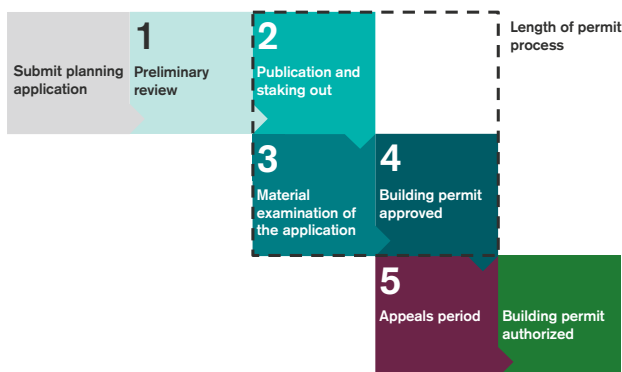 Submit planning
application
1
Preliminary
review
2
Publication and
staking out
Length of permit
process
3
Material
examination of
the application
4
Building permit
approved
5
Appeals period
Building permit
authorized